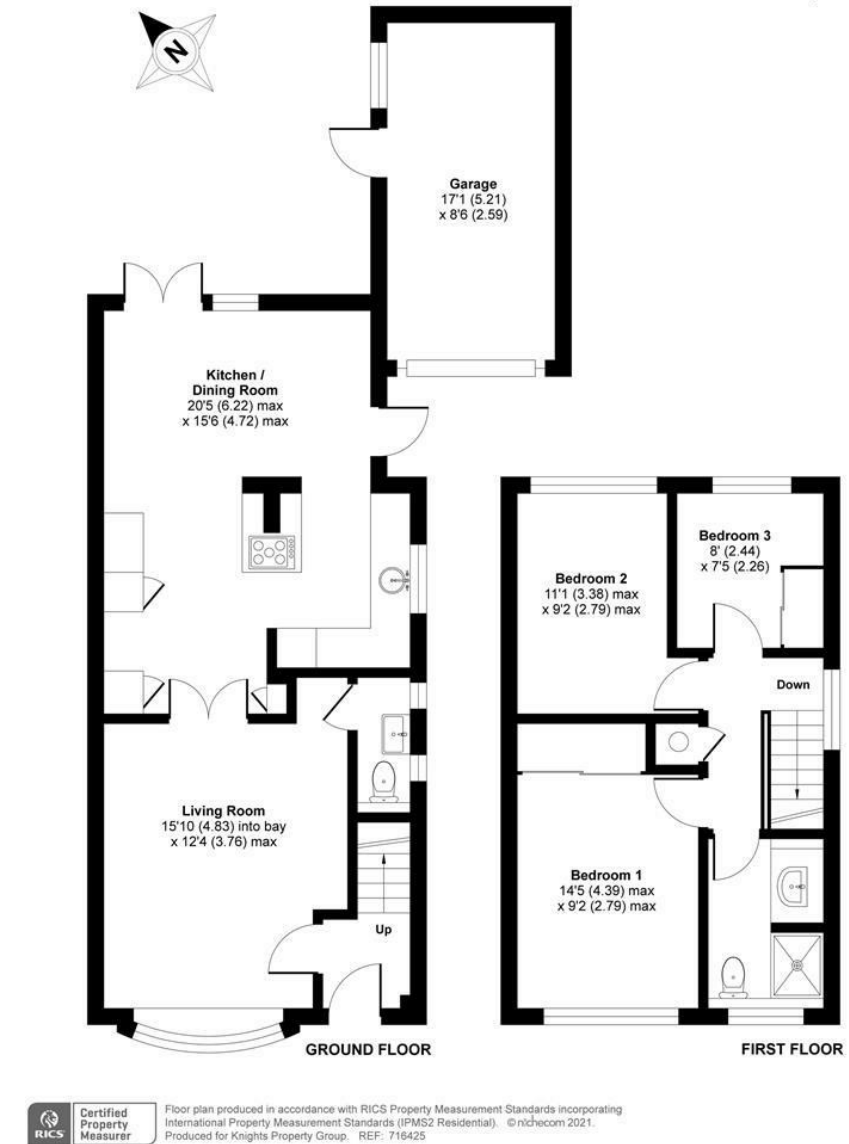 N
Garage
17'1 (5.21)
x 8'6 (2.59)
Kitchen /
Dining Room
20'5 (6.22) max
x 15'6 (4.72) max
Living Room
15'10 (4.83) into bay
x 12'4 (3.76) max
Up
GROUND FLOOR
Bedroom 2
11'1 (3.38) max
x 9'2 (2.79) max
Bedroom 3
8' (2.44)
x 7'5 (2.26)
Down
Bedroom 1
14'5 (4.39) max
x 9'2 (2.79) max
FIRST FLOOR
RICS
Certified
Property
Measurer
Floor plan produced in accordance with RICS Property Measurement Standards incorporating
International Property Measurement Standards (IPMS2 Residential). © nichecom 2021.
Produced for Knights Property Group. REF: 716425